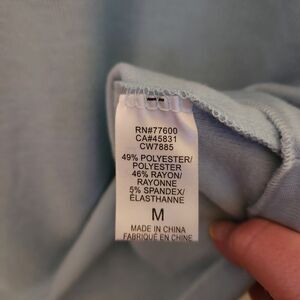 RN#77600
CA#45831
CW7885
49% POLYESTER/
POLYESTER
46% RAYON/
RAYONNE
5% SPANDEX/
ÉLASTHANNE
M
MADE IN CHINA
FABRIQUÉ EN CHINE